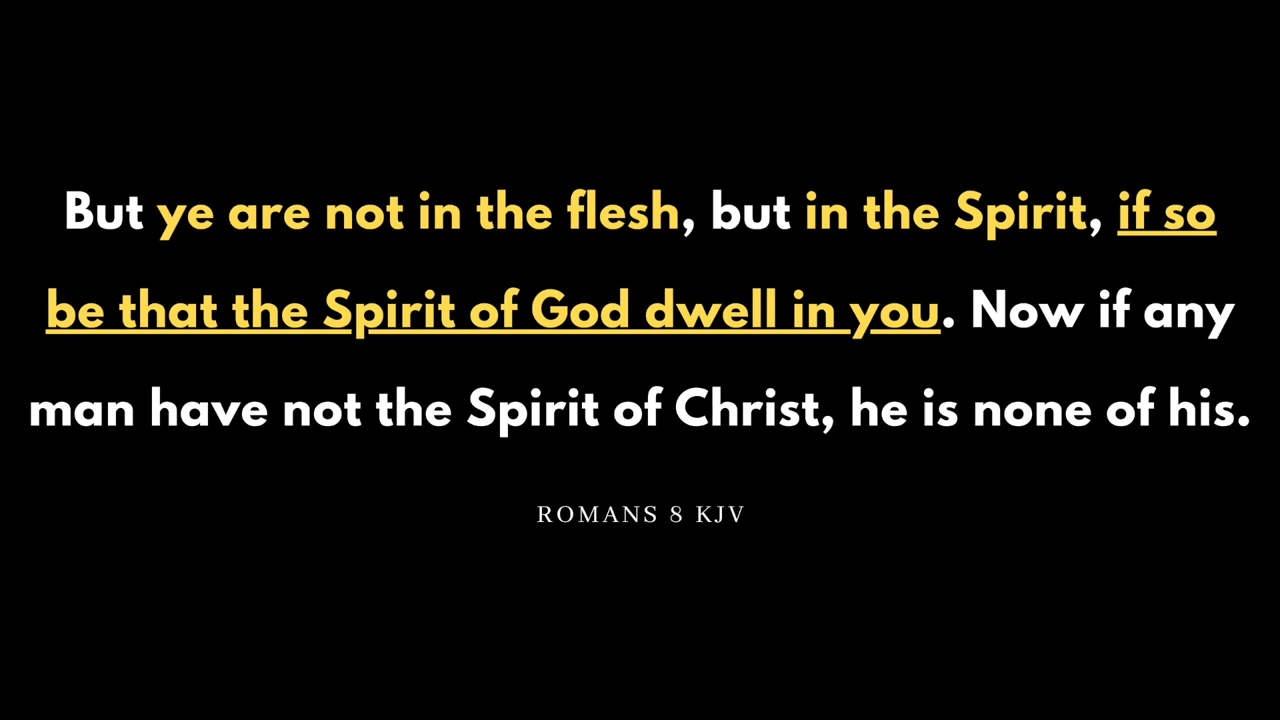 But ye are not in the flesh, but in the Spirit, if so
be that the Spirit of God dwell in you. Now if any
man have not the Spirit of Christ, he is none of his.
ROMANS 8 KJV